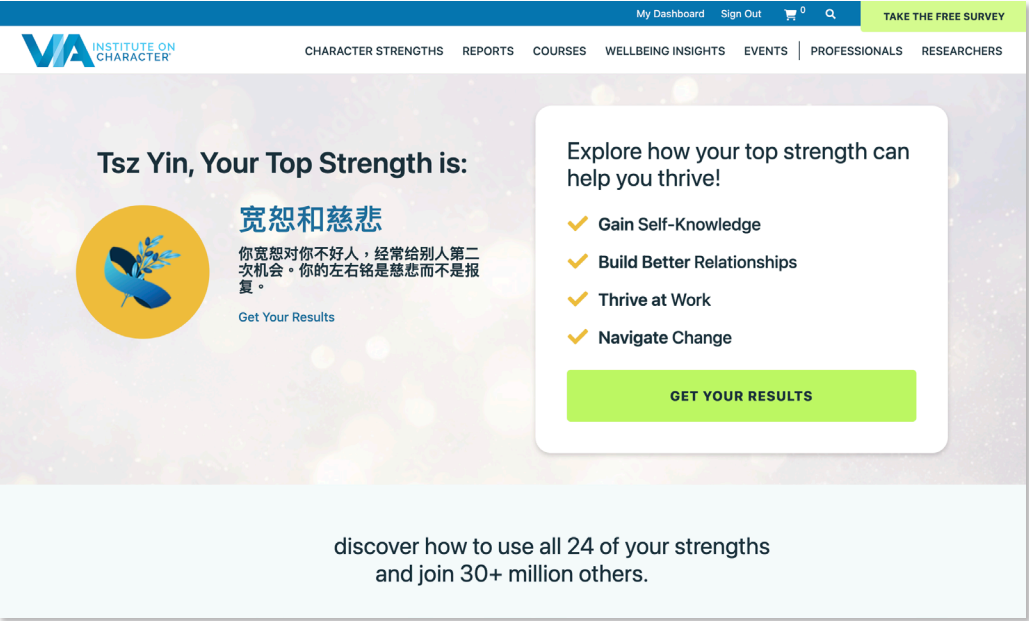 My Dashboard Sign Out 0 TAKE THE FREE SURVEY
VIA INSTITUTE ON CHARACTER
CHARACTER STRENGTHS REPORTS COURSES WELLBEING INSIGHTS EVENTS PROFESSIONALS RESEARCHERS
Tsz Yin, Your Top Strength is:
宽恕和慈悲
你宽恕对你不好人，经常给别人第二
次机会。你的左右铭是慈悲而不是报
复。
Get Your Results
Explore how your top strength can
help you thrive!
Gain Self-Knowledge
Build Better Relationships
Thrive at Work
Navigate Change
GET YOUR RESULTS
discover how to use all 24 of your strengths
and join 30+ million others.